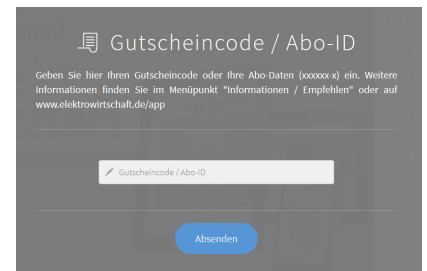 Gutscheincode / Abo-ID
Geben Sie hier Ihren Gutscheincode oder Ihre Abo-Daten (xxxxxx-x) ein. Weitere
Informationen finden Sie im Menüpunkt "Informationen / Empfehlen" oder auf
www.elektrowirtschaft.de/app
Gutscheincode / Abo-ID
Absenden